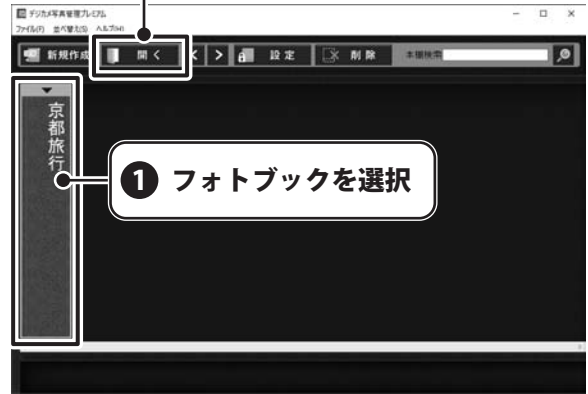 デジカメ写真管理プレミアム
ファイル(F) 並べ替え(S) ヘルプ(H)
新規作成 開く < > 設定 削除 本棚検索
京都旅行
1 フォトブックを選択